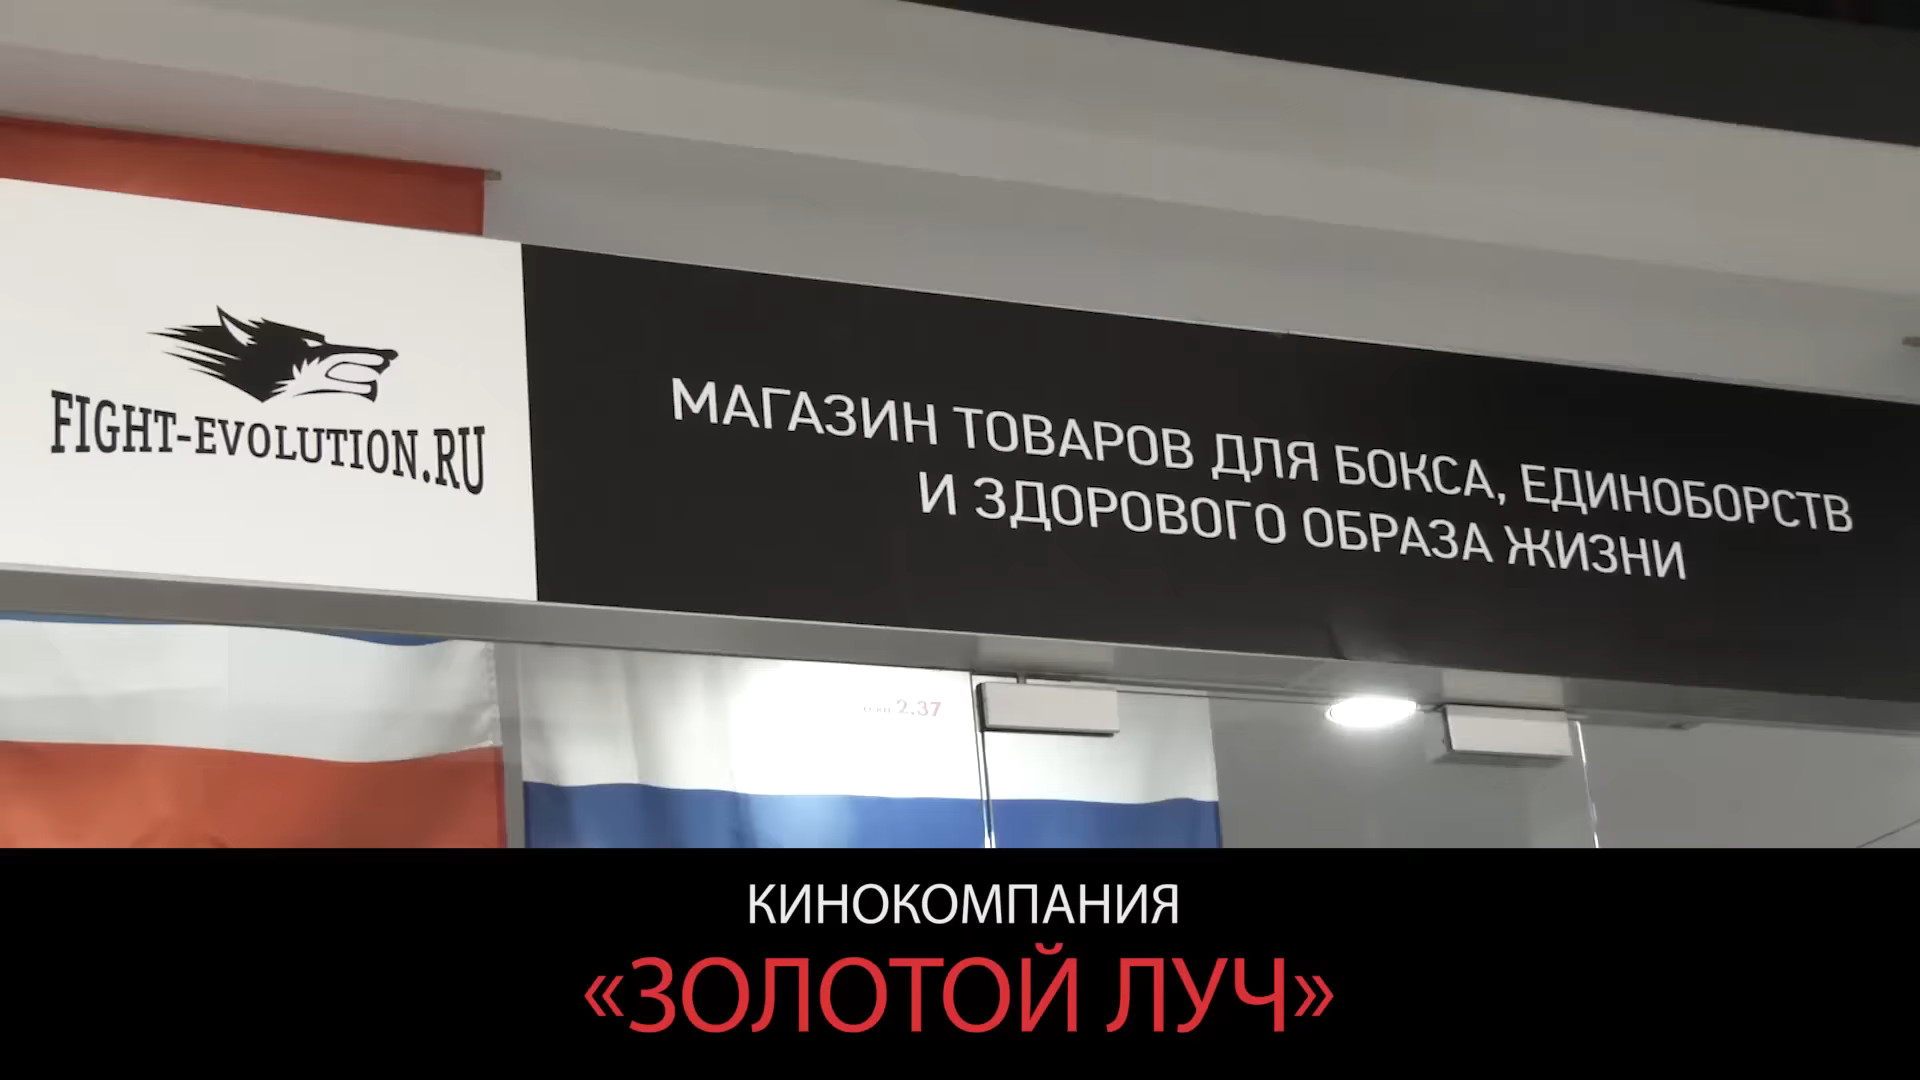 FIGHT-EVOLUTION.RU
МАГАЗИН ТОВАРОВ ДЛЯ БОКСА, ЕДИНОБОРСТВ
И ЗДОРОВОГО ОБРАЗА ЖИЗНИ
2.37
КИНОКОМПАНИЯ
«ЗОЛОТОЙ ЛУЧ»